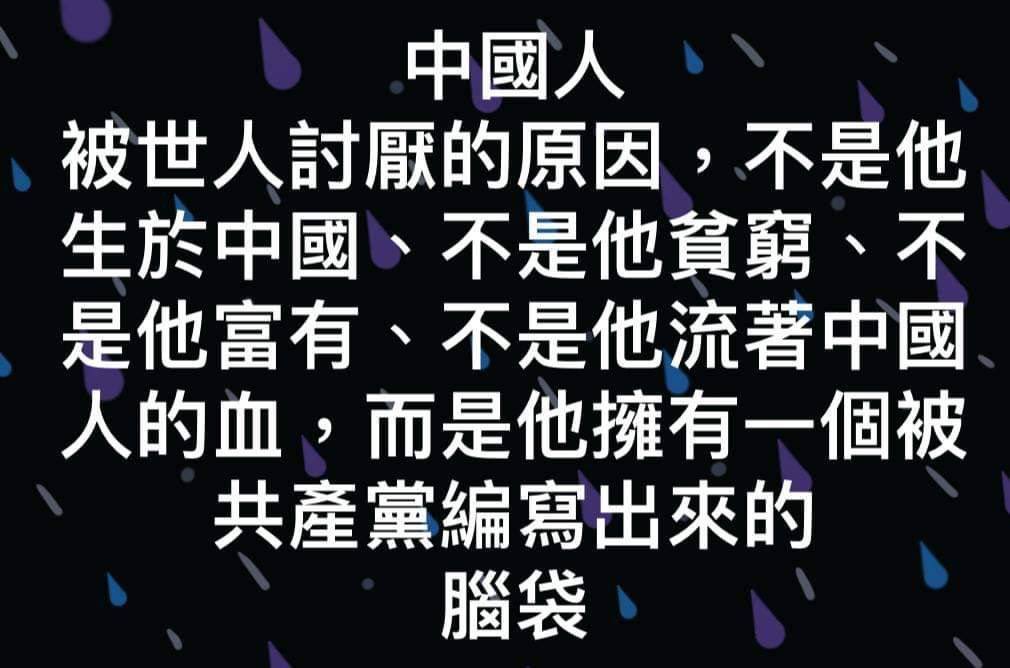 中國人
被世人討厭的原因，不是他
生於中國、不是他貧窮、不
是他富有、不是他流著中國
人的血，而是他擁有一個被
共產黨編寫出來的
腦袋